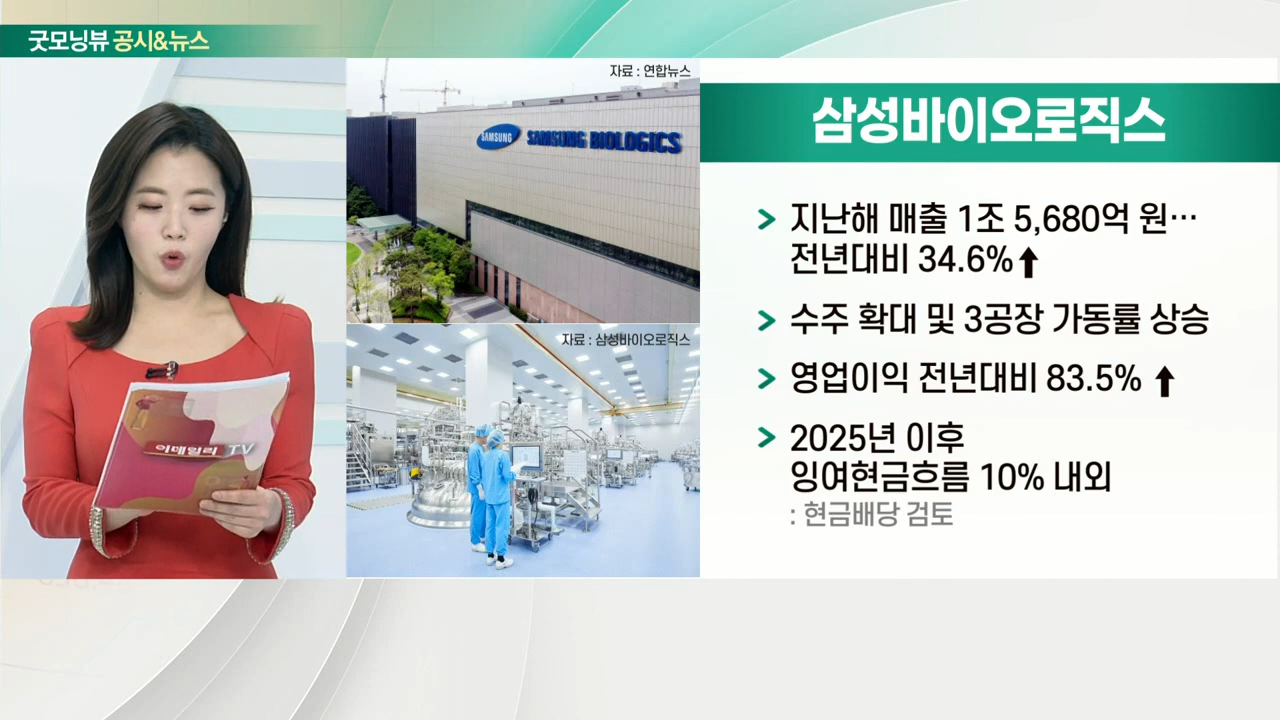 굿모닝뷰 공시&뉴스
자료 : 연합뉴스
SAMSUNG
SAMSUNG BIOLOGICS
자료 : 삼성바이오로직스
이데일리 TV
삼성바이오로직스
지난해 매출 1조 5,680억 원…
전년대비 34.6%⬆
수주 확대 및 3공장 가동률 상승
영업이익 전년대비 83.5% ⬆
2025년 이후
잉여현금흐름 10% 내외
: 현금배당 검토